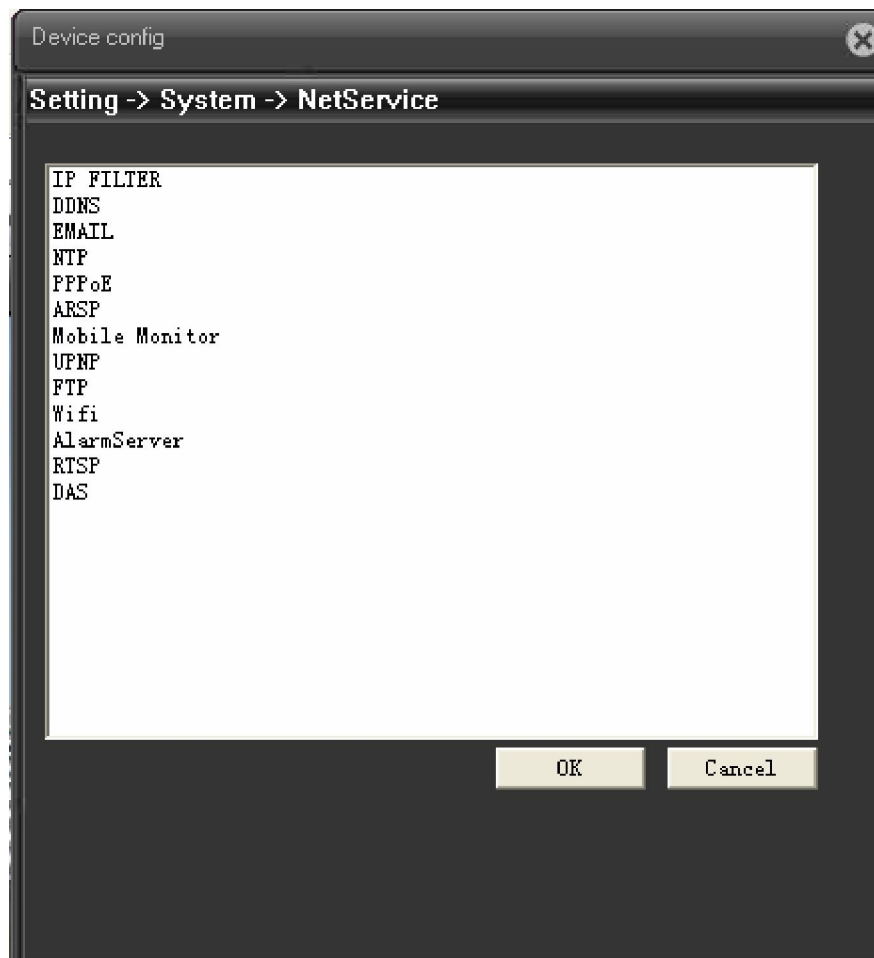 Device config
Setting -> System -> NetService
IP FILTER
DDNS
EMAIL
NTP
PPPoE
ARSP
Mobile Monitor
UPNP
FTP
Wifi
AlarmServer
RTSP
DAS
OK Cancel